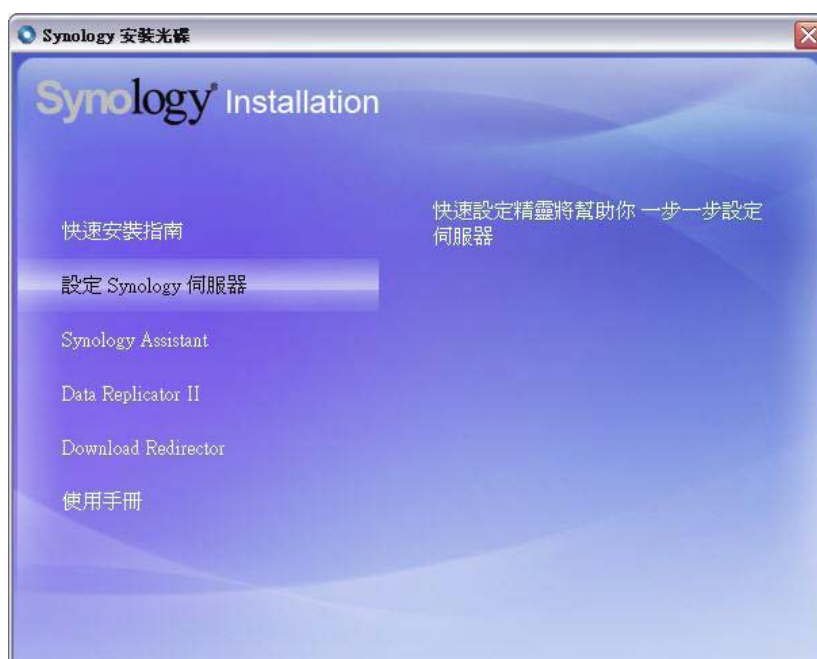 Synology 安裝光碟
Synology® Installation
快速安裝指南
設定 Synology 伺服器
Synology Assistant
Data Replicator II
Download Redirector
使用手冊
快速設定精靈將幫助你 一步一步設定
伺服器